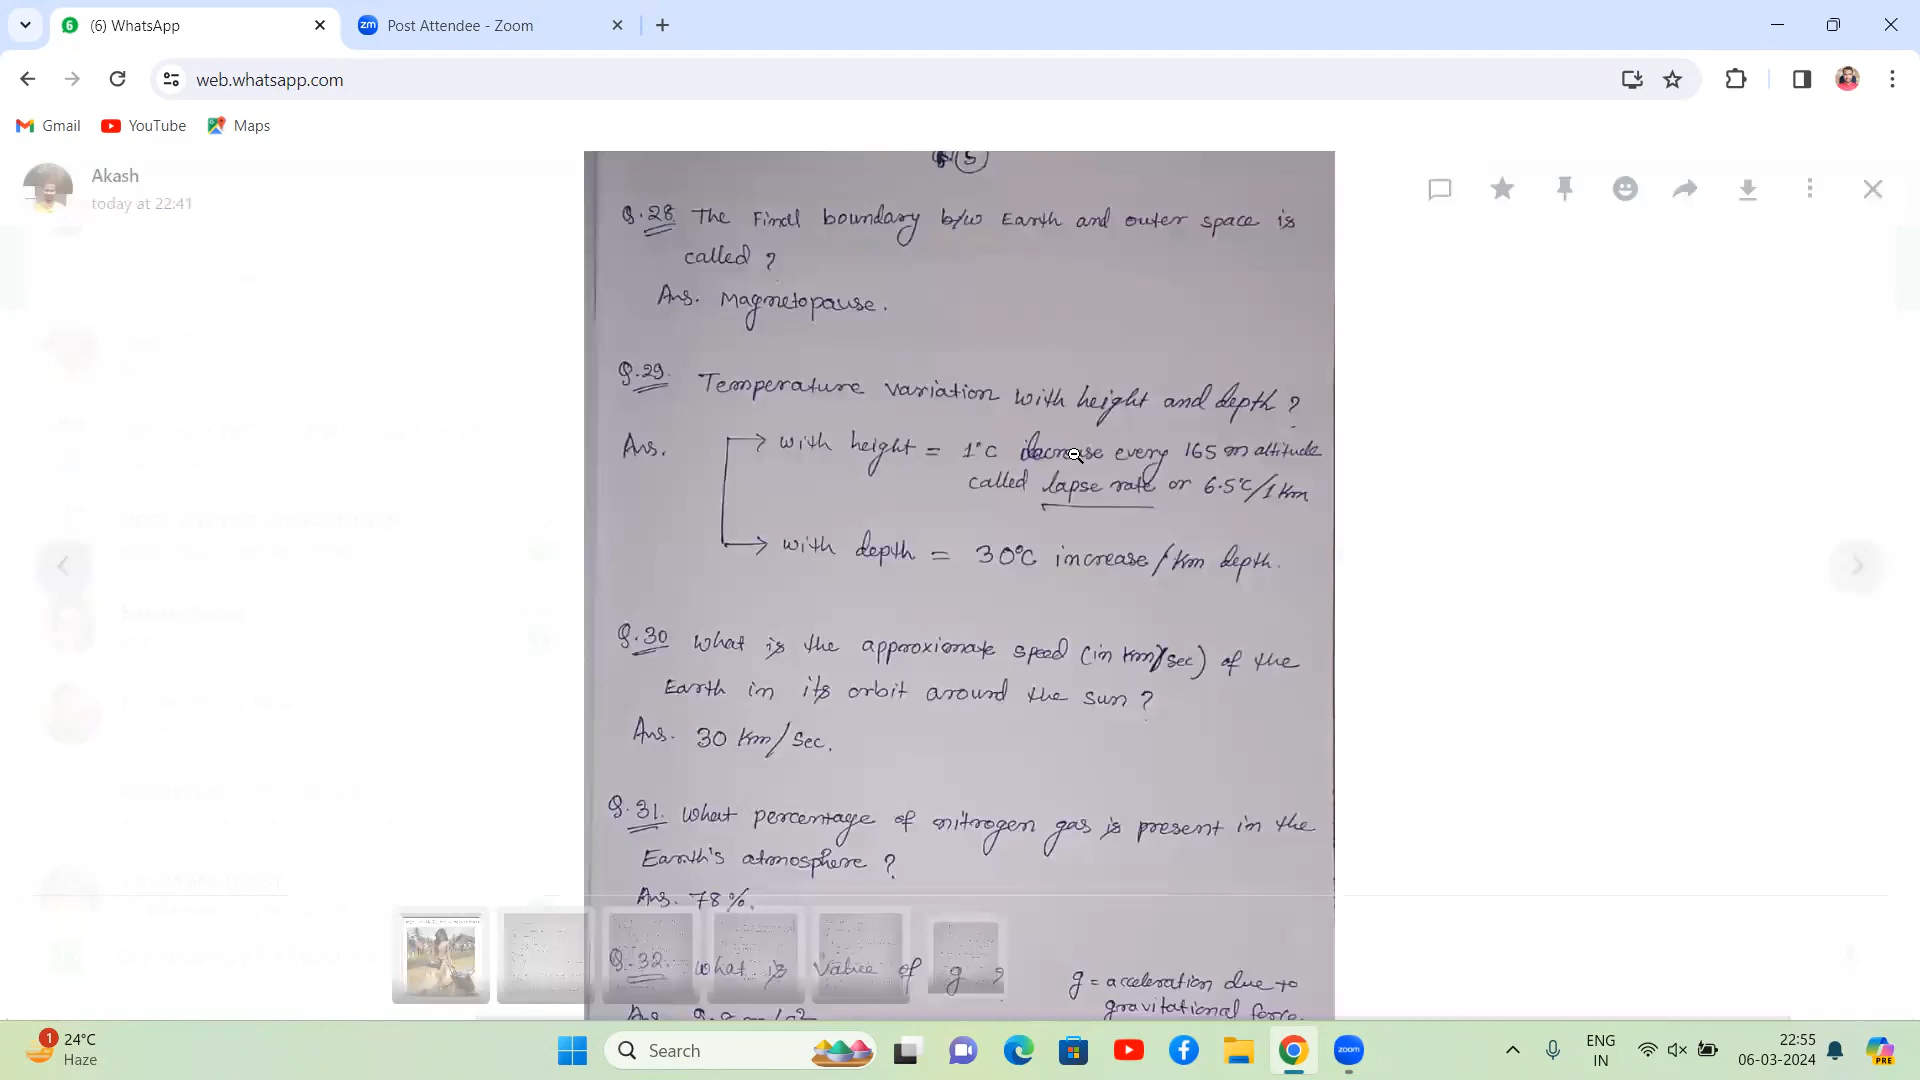 (6) WhatsApp
Post Attendee - Zoom
web.whatsapp.com
Gmail
YouTube
Maps
Akash
today at 22:41
5
Q.28. The Final boundary b/w Earth and outer space is
called ?
Ans. Magnetopause.
Q.29. Temperature variation with height and depth ?
Ans. → with height = 1°C decrease every 165 m altitude
called lapse rate or 6.5°C/1 Km
→ with depth = 30°C increase / Km depth.
Q.30 What is the approximate speed (in Km/sec) of the
Earth in its orbit around the sun ?
Ans. 30 Km/Sec.
Q.31. What percentage of nitrogen gas is present in the
Earth's atmosphere ?
Ans. 78%.
Q.32. What is value of g ?
g = acceleration due to
gravitational force.
Ans
24°C
Haze
1
Search
zoom
ENG
IN
22:55
06-03-2024
PRE